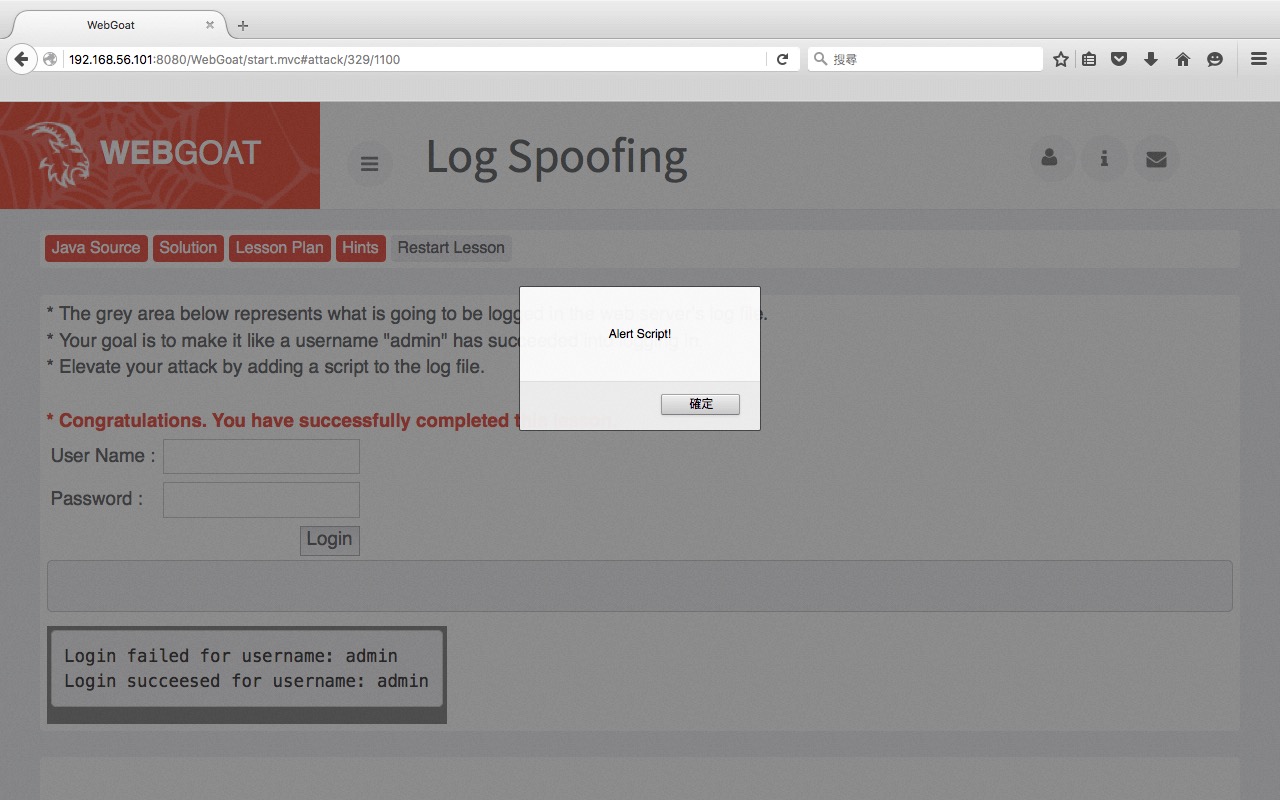 WebGoat
192.168.56.101:8080/WebGoat/start.mvc#attack/329/1100
搜尋
WEBGOAT
Log Spoofing
Java Source Solution Lesson Plan Hints Restart Lesson
* The grey area below represents what is going to be logged in the web server's log file.
* Your goal is to make it like a username "admin" has succeeded into logging in.
* Elevate your attack by adding a script to the log file.
Alert Script!
確定
* Congratulations. You have successfully completed this lesson.
User Name :
Password :
Login
Login failed for username: admin
Login succeesed for username: admin